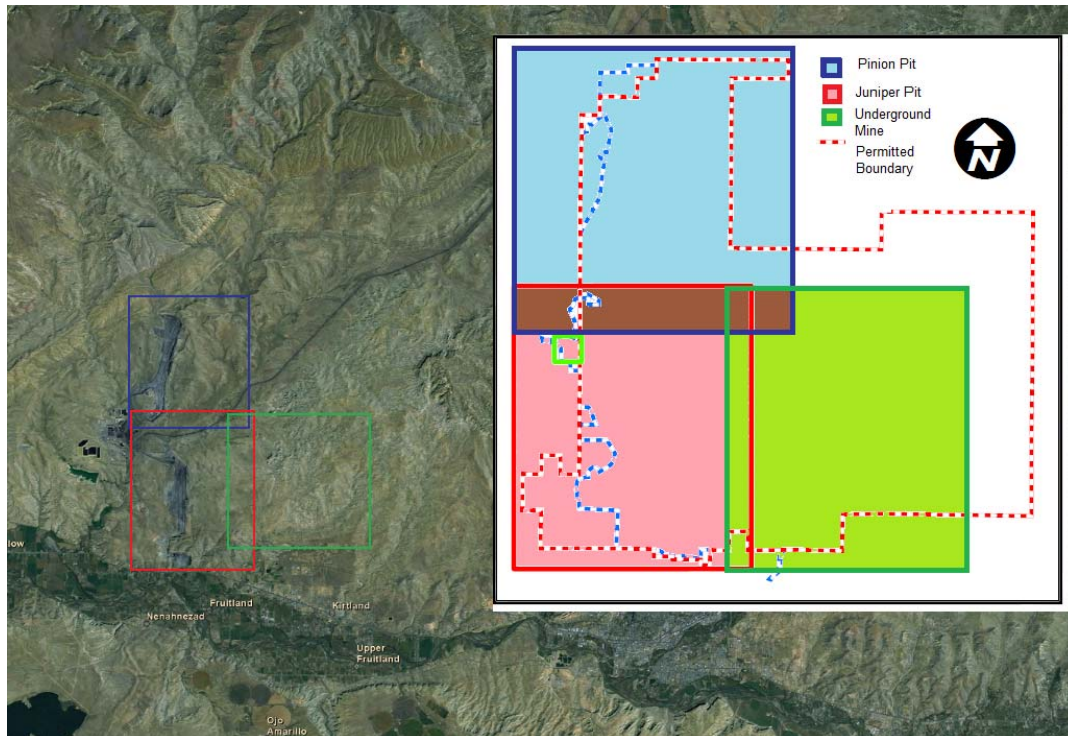 Pinion Pit
Juniper Pit
Underground
Mine
Permitted
Boundary
N
low
Nenahnezad
Fruitland
Kirtland
Upper
Fruitland
Ojo
Amarillo